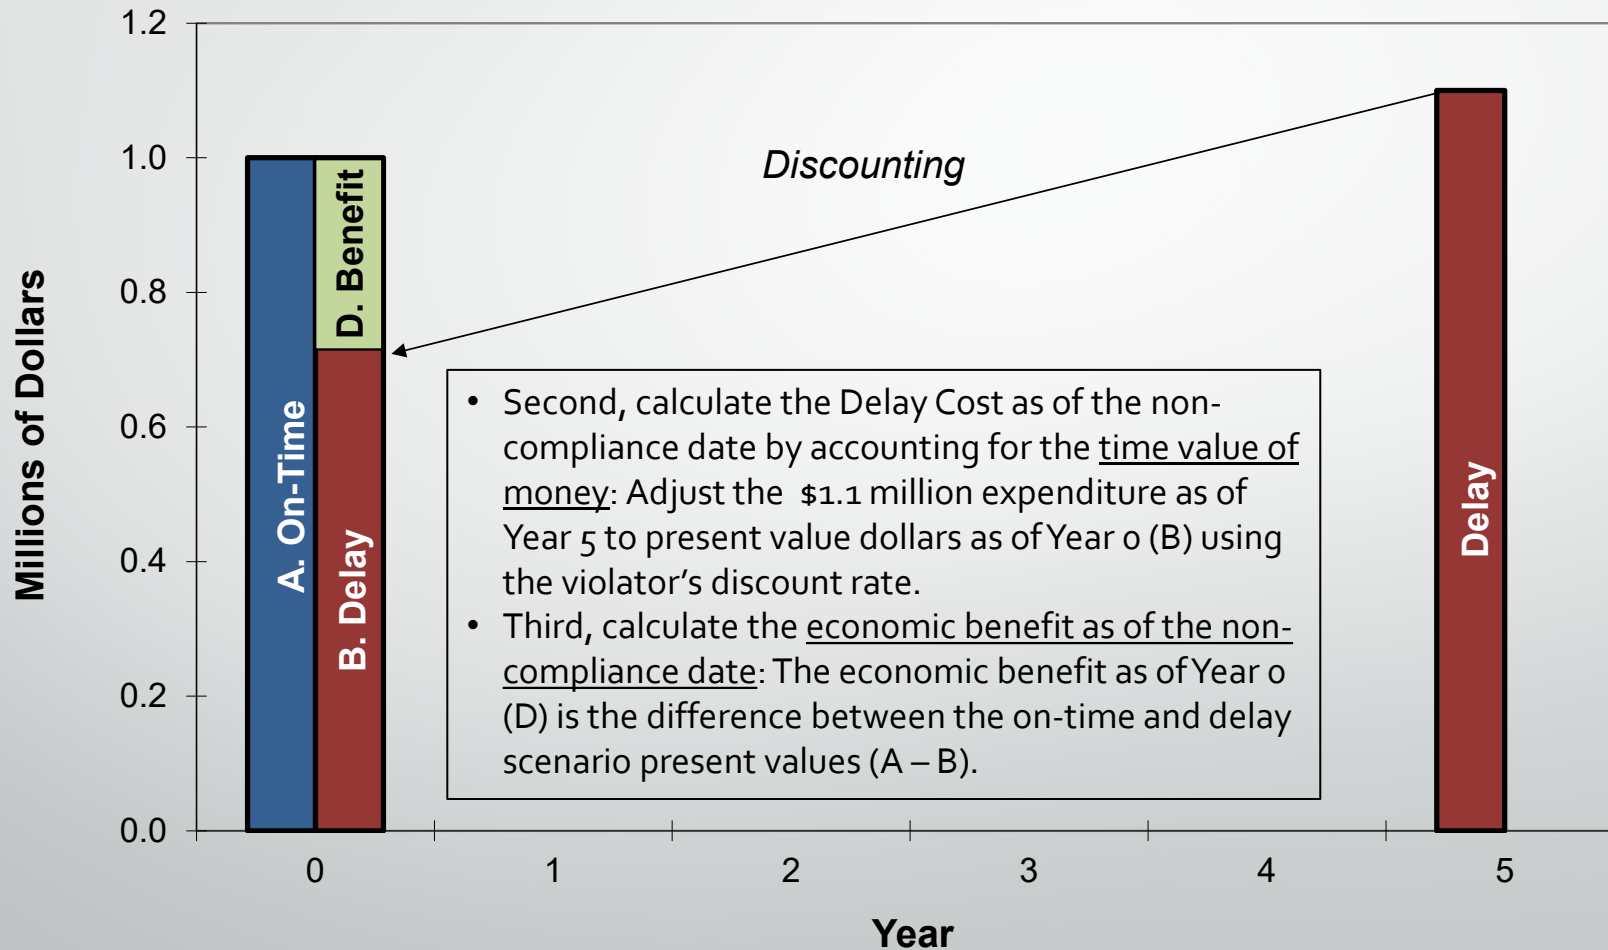 1.2
1.0
0.8
0.6
0.4
0.2
0.0
Millions of Dollars
A. On-Time
B. Delay
D. Benefit
Discounting
Delay
• Second, calculate the Delay Cost as of the non-
compliance date by accounting for the time value of
money: Adjust the $1.1 million expenditure as of
Year 5 to present value dollars as of Year 0 (B) using
the violator’s discount rate.
• Third, calculate the economic benefit as of the non-
compliance date: The economic benefit as of Year 0
(D) is the difference between the on-time and delay
scenario present values (A – B).
0 1 2 3 4 5
Year